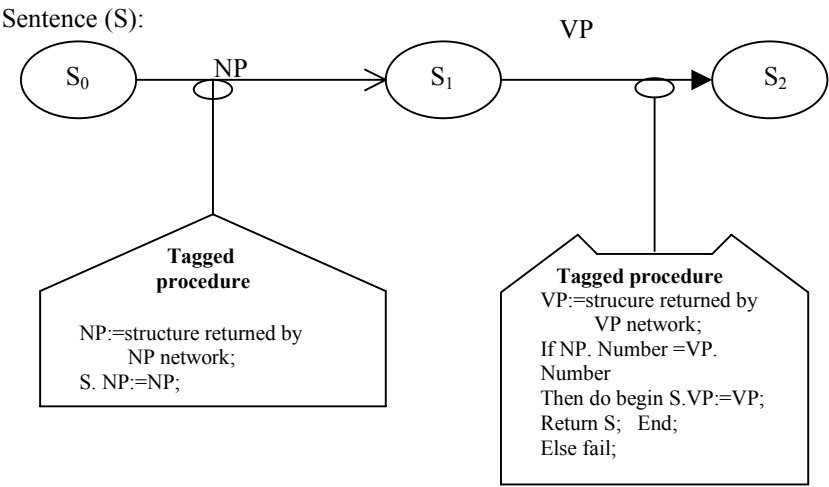 Sentence (S):
VP
NP
S0
S1
S2
Tagged
procedure
NP:=structure returned by
NP network;
S. NP:=NP;
Tagged procedure
VP:=strucure returned by
VP network;
If NP. Number =VP.
Number
Then do begin S.VP:=VP;
Return S; End;
Else fail;